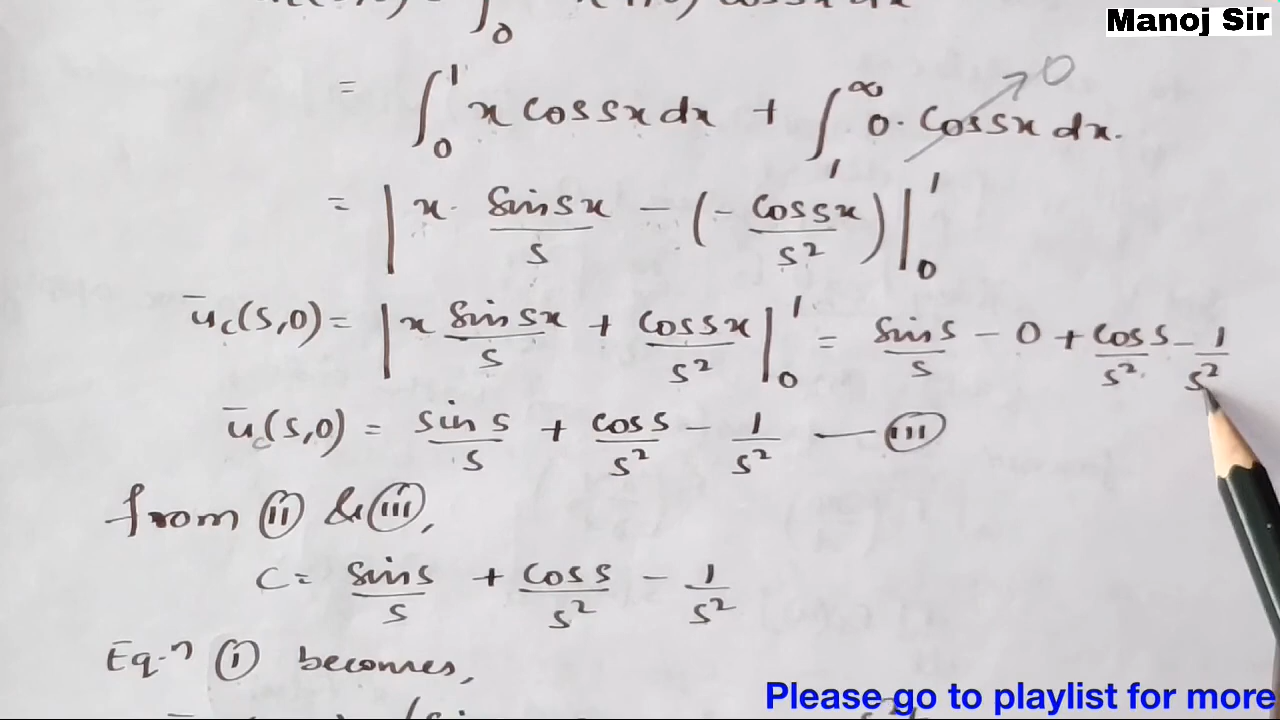 Manoj Sir
= ∫₀¹ x cos sx dx + ∫₁^∞ 0. cos sx dx. → 0
= | x. sin sx / s - (- cos sx / s²) |₀¹
ū_c(s,0) = | x sin sx / s + cos sx / s² |₀¹ = sin s / s - 0 + cos s / s² - 1 / s²
ū_c(s,0) = sin s / s + cos s / s² - 1 / s² — (iii)
from (ii) & (iii),
C = sin s / s + cos s / s² - 1 / s²
Eq.ⁿ (i) becomes,
Please go to playlist for more